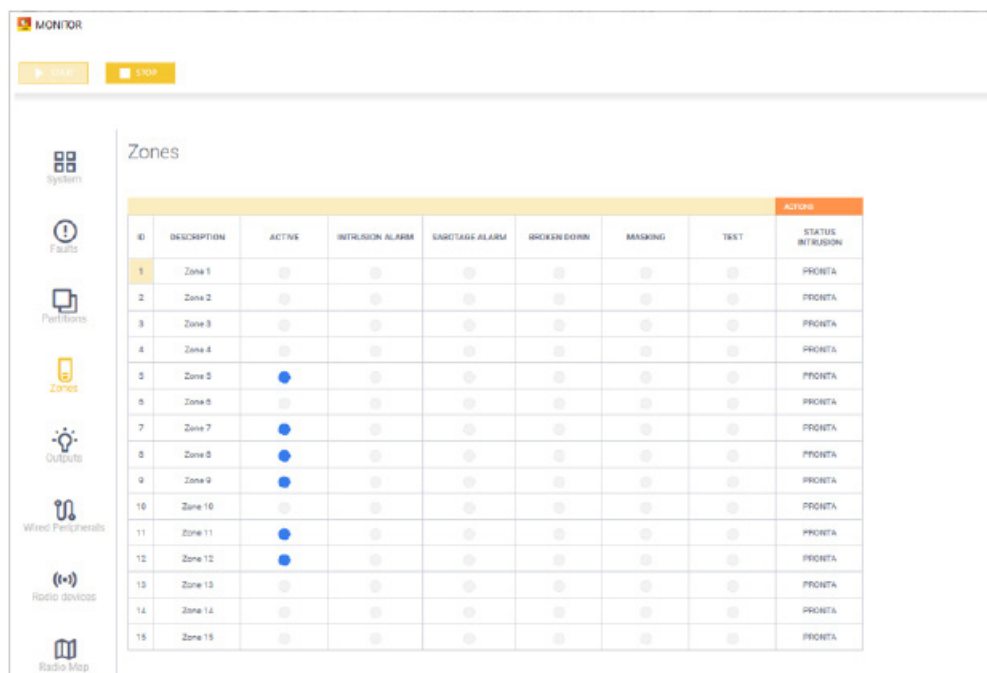 MONITOR
START STOP
Zones
ACTIONS
ID DESCRIPTION ACTIVE INTRUSION ALARM SABOTAGE ALARM BROKEN DOWN MASKING TEST STATUS INTRUSION
1 Zone 1 PRONTA
2 Zone 2 PRONTA
3 Zone 3 PRONTA
4 Zone 4 PRONTA
5 Zone 5 PRONTA
6 Zone 6 PRONTA
7 Zone 7 PRONTA
8 Zone 8 PRONTA
9 Zone 9 PRONTA
10 Zone 10 PRONTA
11 Zone 11 PRONTA
12 Zone 12 PRONTA
13 Zone 13 PRONTA
14 Zone 14 PRONTA
15 Zone 15 PRONTA
System
Faults
Partitions
Zones
Outputs
Wired Peripherals
Radio devices
Radio Map